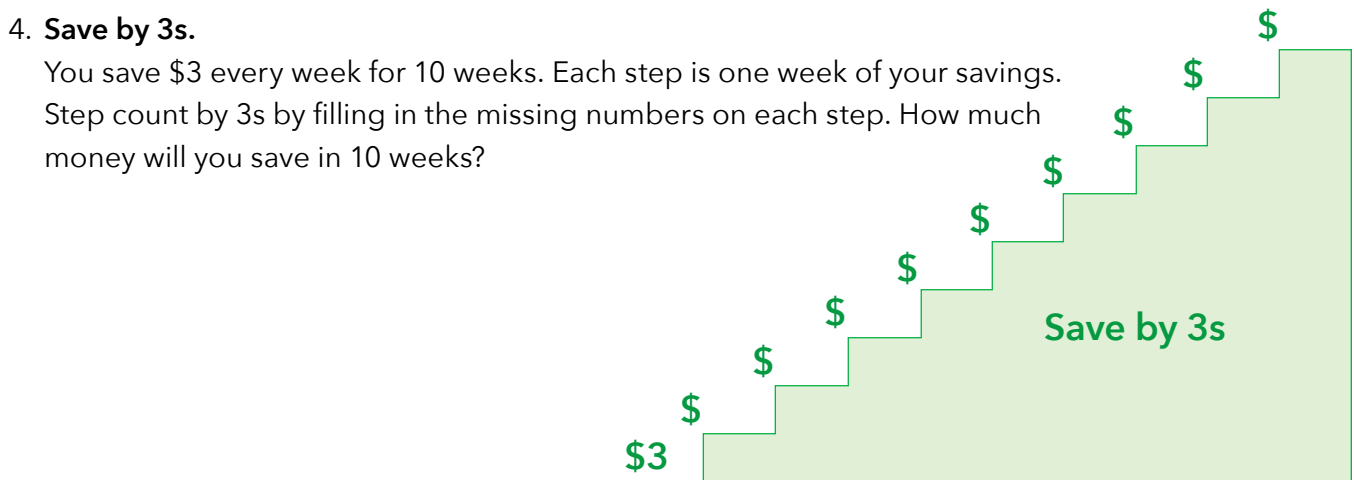 4. Save by 3s.
You save $3 every week for 10 weeks. Each step is one week of your savings.
Step count by 3s by filling in the missing numbers on each step. How much
money will you save in 10 weeks?
$
$
$
$
$
$
$
Save by 3s
$
$
$3